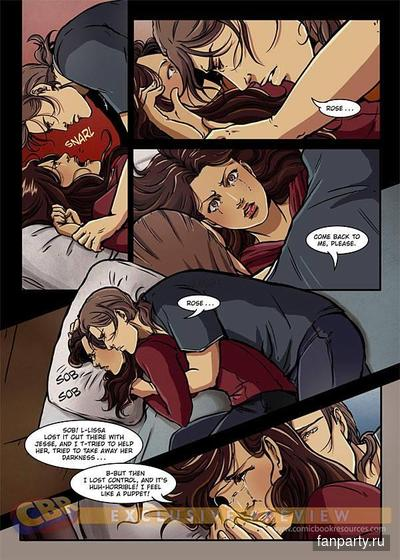 SNARL
ROSE ...
COME BACK TO
ME, PLEASE.
ROSE ...
SOB
SOB
SOB! L-LISSA
LOST IT OUT THERE WITH
JESSE, AND I T-TRIED TO HELP
HER, TRIED TO TAKE AWAY HER
DARKNESS ...
B-BUT THEN
I LOST CONTROL, AND IT'S
HUH-HORRIBLE! I FEEL
LIKE A PUPPET!
CBR
EXCLUSIVE PREVIEW
www.comicbookresources.com
fanparty.ru